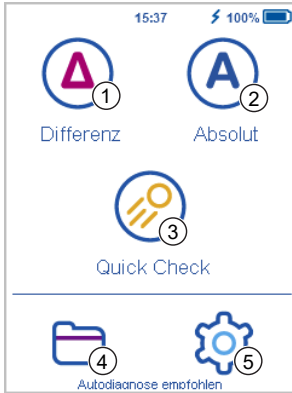 15:37 100%
Δ A
1 2
Differenz Absolut
3
Quick Check
4 5
Autodiagnose empfohlen